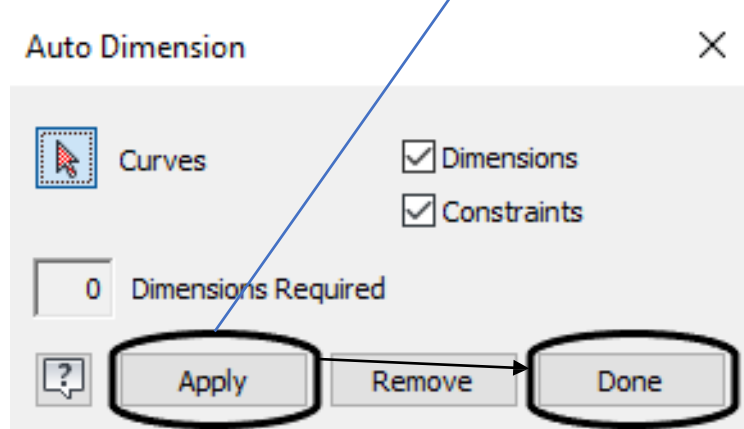 Auto Dimension
Curves
Dimensions
Constraints
0 Dimensions Required
? Apply Remove Done